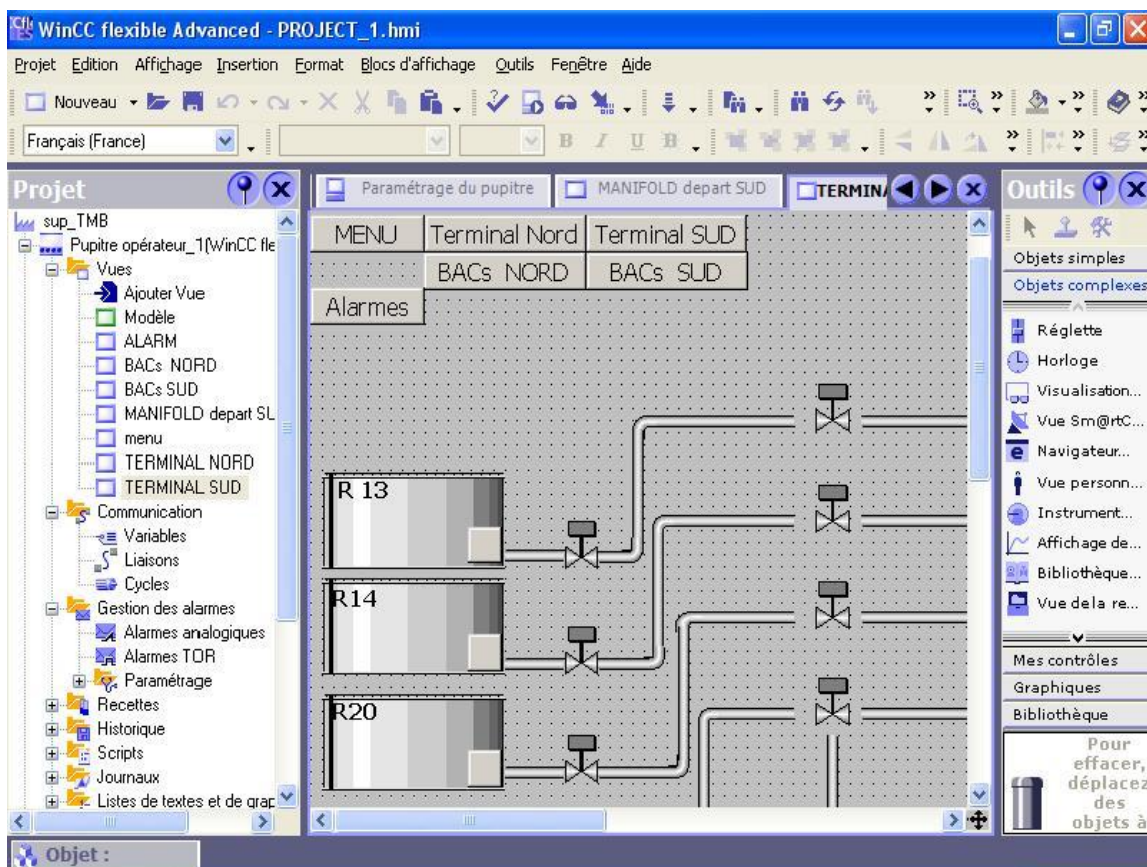 WinCC flexible Advanced - PROJECT_1.hmi
Projet Edition Affichage Insertion Format Blocs d'affichage Outils Fenêtre Aide
Nouveau
Français (France)
B I U B
Projet
sup_TMB
Pupitre opérateur_1(WinCC fle
Vues
Ajouter Vue
Modèle
ALARM
BACs NORD
BACs SUD
MANIFOLD depart SU
menu
TERMINAL NORD
TERMINAL SUD
Communication
Variables
Liaisons
Cycles
Gestion des alarmes
Alarmes analogiques
Alarmes TOR
Paramétrage
Recettes
Historique
Scripts
Journaux
Listes de textes et de grap
Paramétrage du pupitre
MANIFOLD depart SUD
TERMINA
MENU Terminal Nord Terminal SUD
BACs NORD BACs SUD
Alarmes
R 13
R14
R20
Outils
Objets simples
Objets complexes
Réglette
Horloge
Visualisation...
Vue Sm@rtC...
Navigateur...
Vue personn...
Instrument...
Affichage de...
Bibliothèque...
Vue de la re...
Mes contrôles
Graphiques
Bibliothèque
Pour
effacer,
déplacez
des
objets à
Objet :